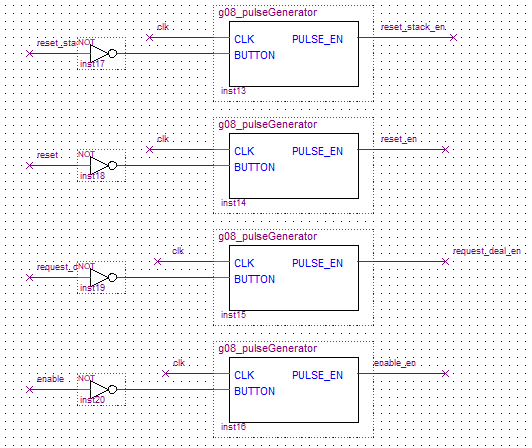 g08_pulseGenerator
clk
reset_stack_en
reset_sta
NOT
CLK
PULSE_EN
BUTTON
inst17
inst13
g08_pulseGenerator
clk
reset_en
reset
NOT
CLK
PULSE_EN
BUTTON
inst18
inst14
g08_pulseGenerator
clk
request_deal_en
request_d
NOT
CLK
PULSE_EN
BUTTON
inst19
inst15
g08_pulseGenerator
clk
enable_en
enable
NOT
CLK
PULSE_EN
BUTTON
inst20
inst16